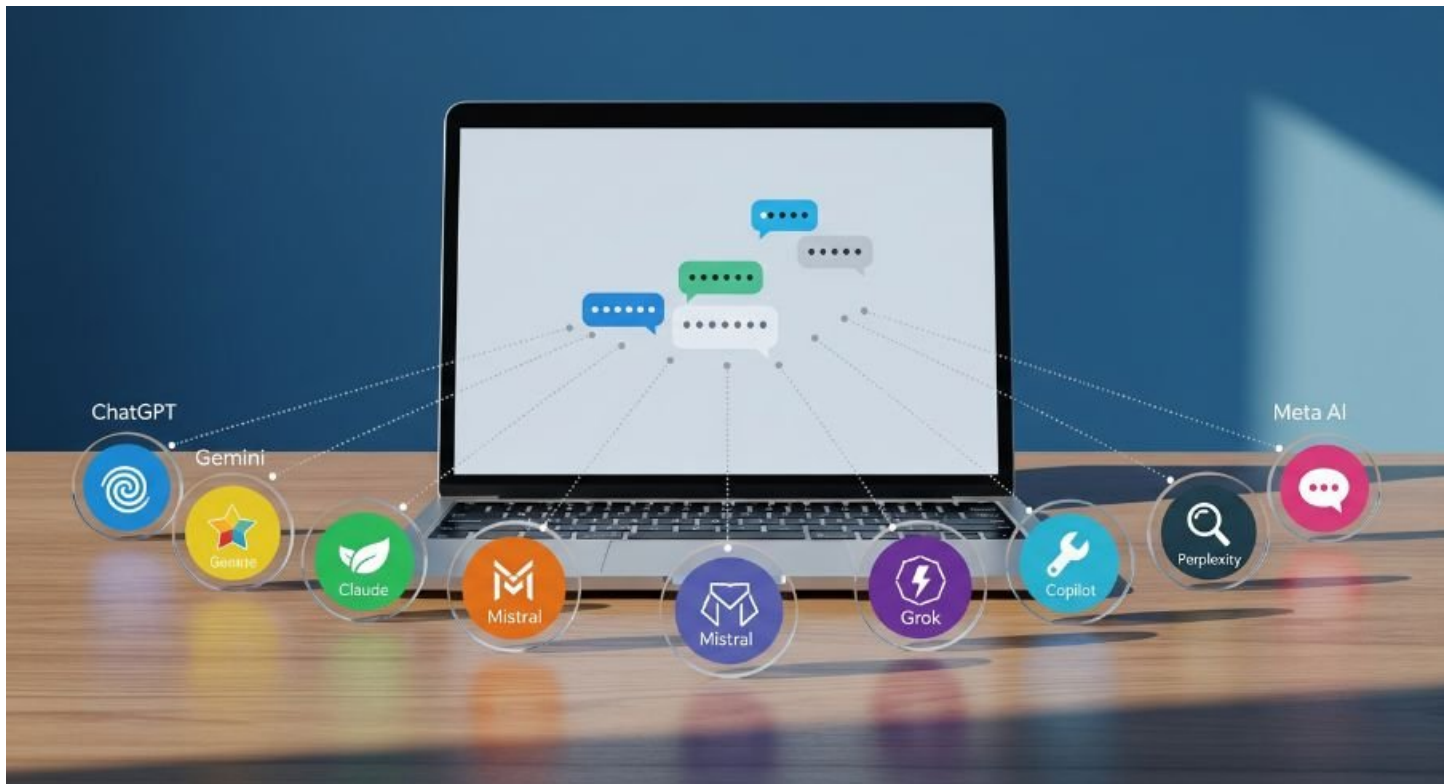 ChatGPT
Gemini
Claude
Mistral
Mistral
Grok
Copilot
Perplexity
Meta AI